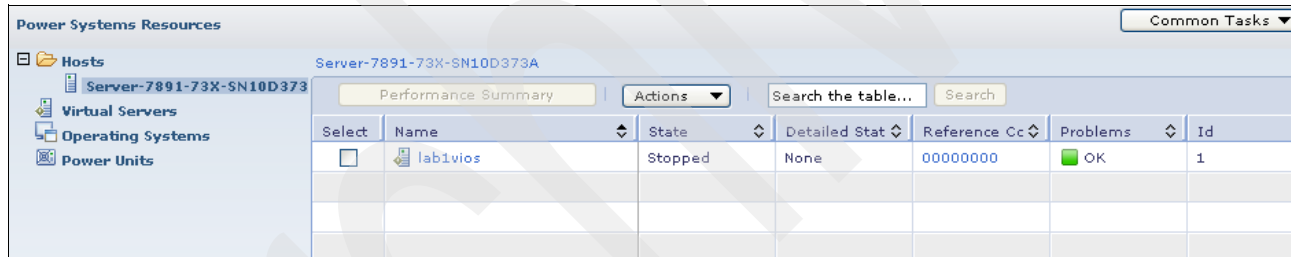 Power Systems Resources
Common Tasks
Hosts
Server-7891-73X-SN10D373
Virtual Servers
Operating Systems
Power Units
Server-7891-73X-SN10D373A
Performance Summary | Actions | Search the table... Search
Select Name State Detailed Stat Reference Cc Problems Id
lab1vios Stopped None 00000000 OK 1